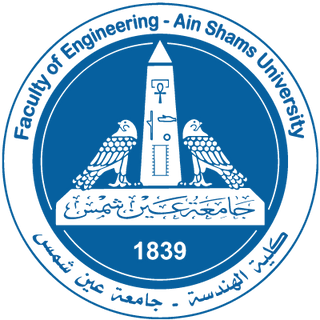 Faculty of Engineering - Ain Shams University
جامعة عين شمس
1839
كلية الهندسة - جامعة عين شمس